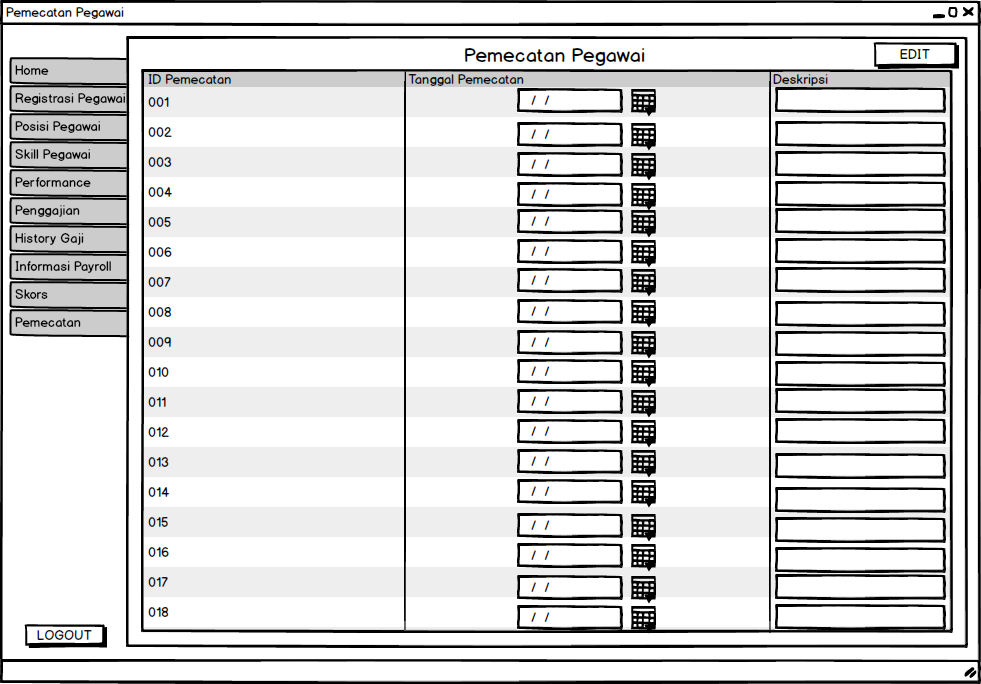 Pemecatan Pegawai
Pemecatan Pegawai
EDIT
Home
Registrasi Pegawai
Posisi Pegawai
Skill Pegawai
Performance
Penggajian
History Gaji
Informasi Payroll
Skors
Pemecatan
LOGOUT
ID Pemecatan Tanggal Pemecatan Deskripsi
001 / /
002 / /
003 / /
004 / /
005 / /
006 / /
007 / /
008 / /
009 / /
010 / /
011 / /
012 / /
013 / /
014 / /
015 / /
016 / /
017 / /
018 / /